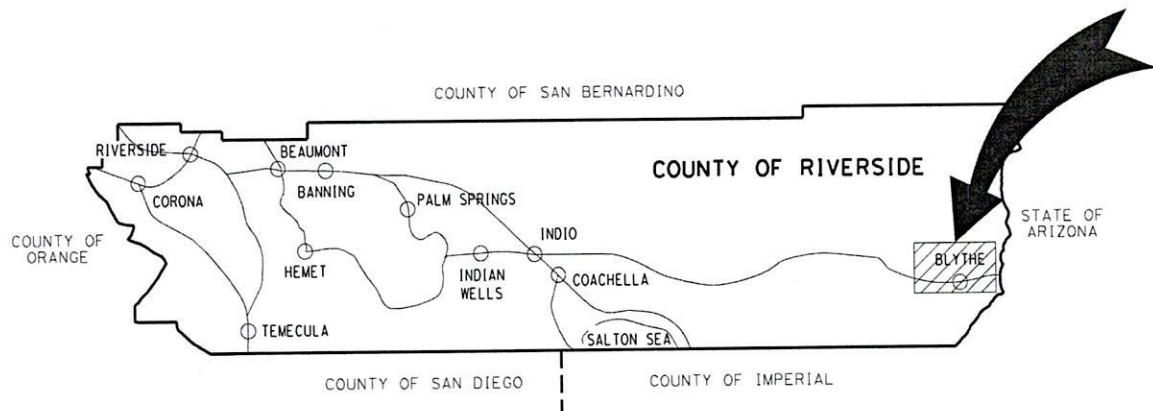 COUNTY OF SAN BERNARDINO
RIVERSIDE
BEAUMONT
COUNTY OF RIVERSIDE
BANNING
CORONA
PALM SPRINGS
STATE OF
ARIZONA
COUNTY OF
ORANGE
HEMET
INDIO
INDIAN
WELLS
COACHELLA
BLYTHE
TEMECULA
SALTON SEA
COUNTY OF SAN DIEGO
COUNTY OF IMPERIAL